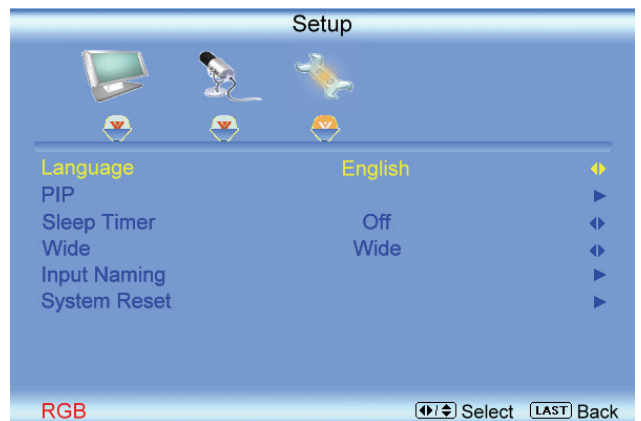 Setup
Language English
PIP
Sleep Timer Off
Wide Wide
Input Naming
System Reset
RGB Select LAST Back